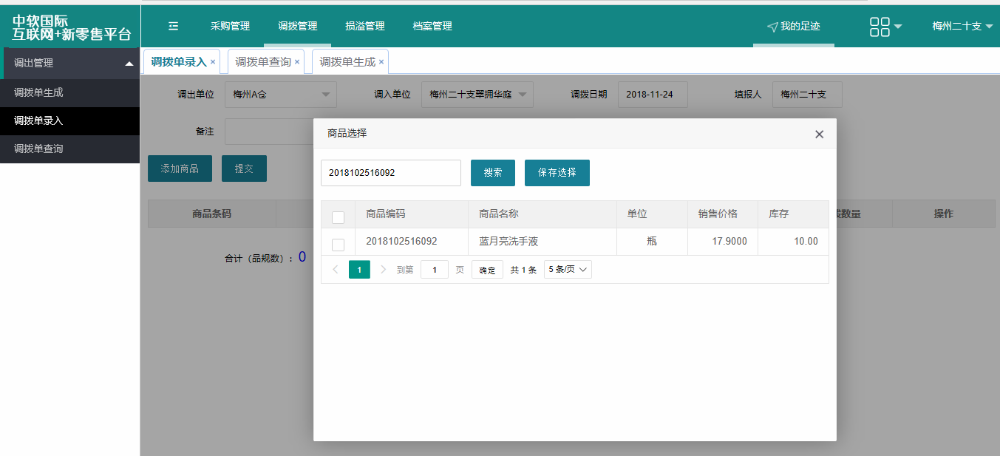 中软国际
互联网+新零售平台
采购管理 调拨管理 损溢管理 档案管理 我的足迹 梅州二十支
调出管理
调拨单生成
调拨单录入
调拨单查询
调拨单录入 × 调拨单查询 × 调拨单生成 ×
调出单位 梅州A仓 调入单位 梅州二十支翠拥华庭 调拨日期 2018-11-24 填报人 梅州二十支
备注
添加商品 提交
商品条码 数量 操作
合计（品规数）：0
商品选择 ×
2018102516092 搜索 保存选择
商品编码 商品名称 单位 销售价格 库存
2018102516092 蓝月亮洗手液 瓶 17.9000 10.00
< 1 > 到第 1 页 确定 共 1 条 5 条/页